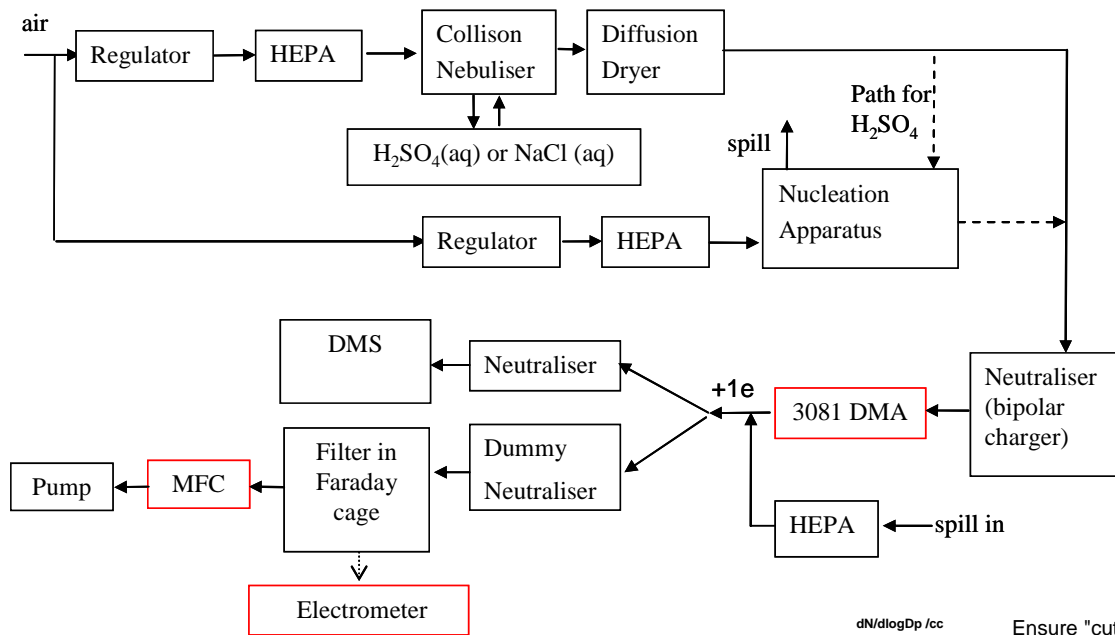 air
Regulator
HEPA
Collison
Nebuliser
Diffusion
Dryer
H₂SO₄(aq) or NaCl (aq)
Path for
H₂SO₄
spill
Regulator
HEPA
Nucleation
Apparatus
DMS
Neutraliser
+1e
3081 DMA
Neutraliser
(bipolar
charger)
Pump
MFC
Filter in
Faraday
cage
Dummy
Neutraliser
HEPA
spill in
Electrometer
dN/dlogDp /cc
Ensure "cut